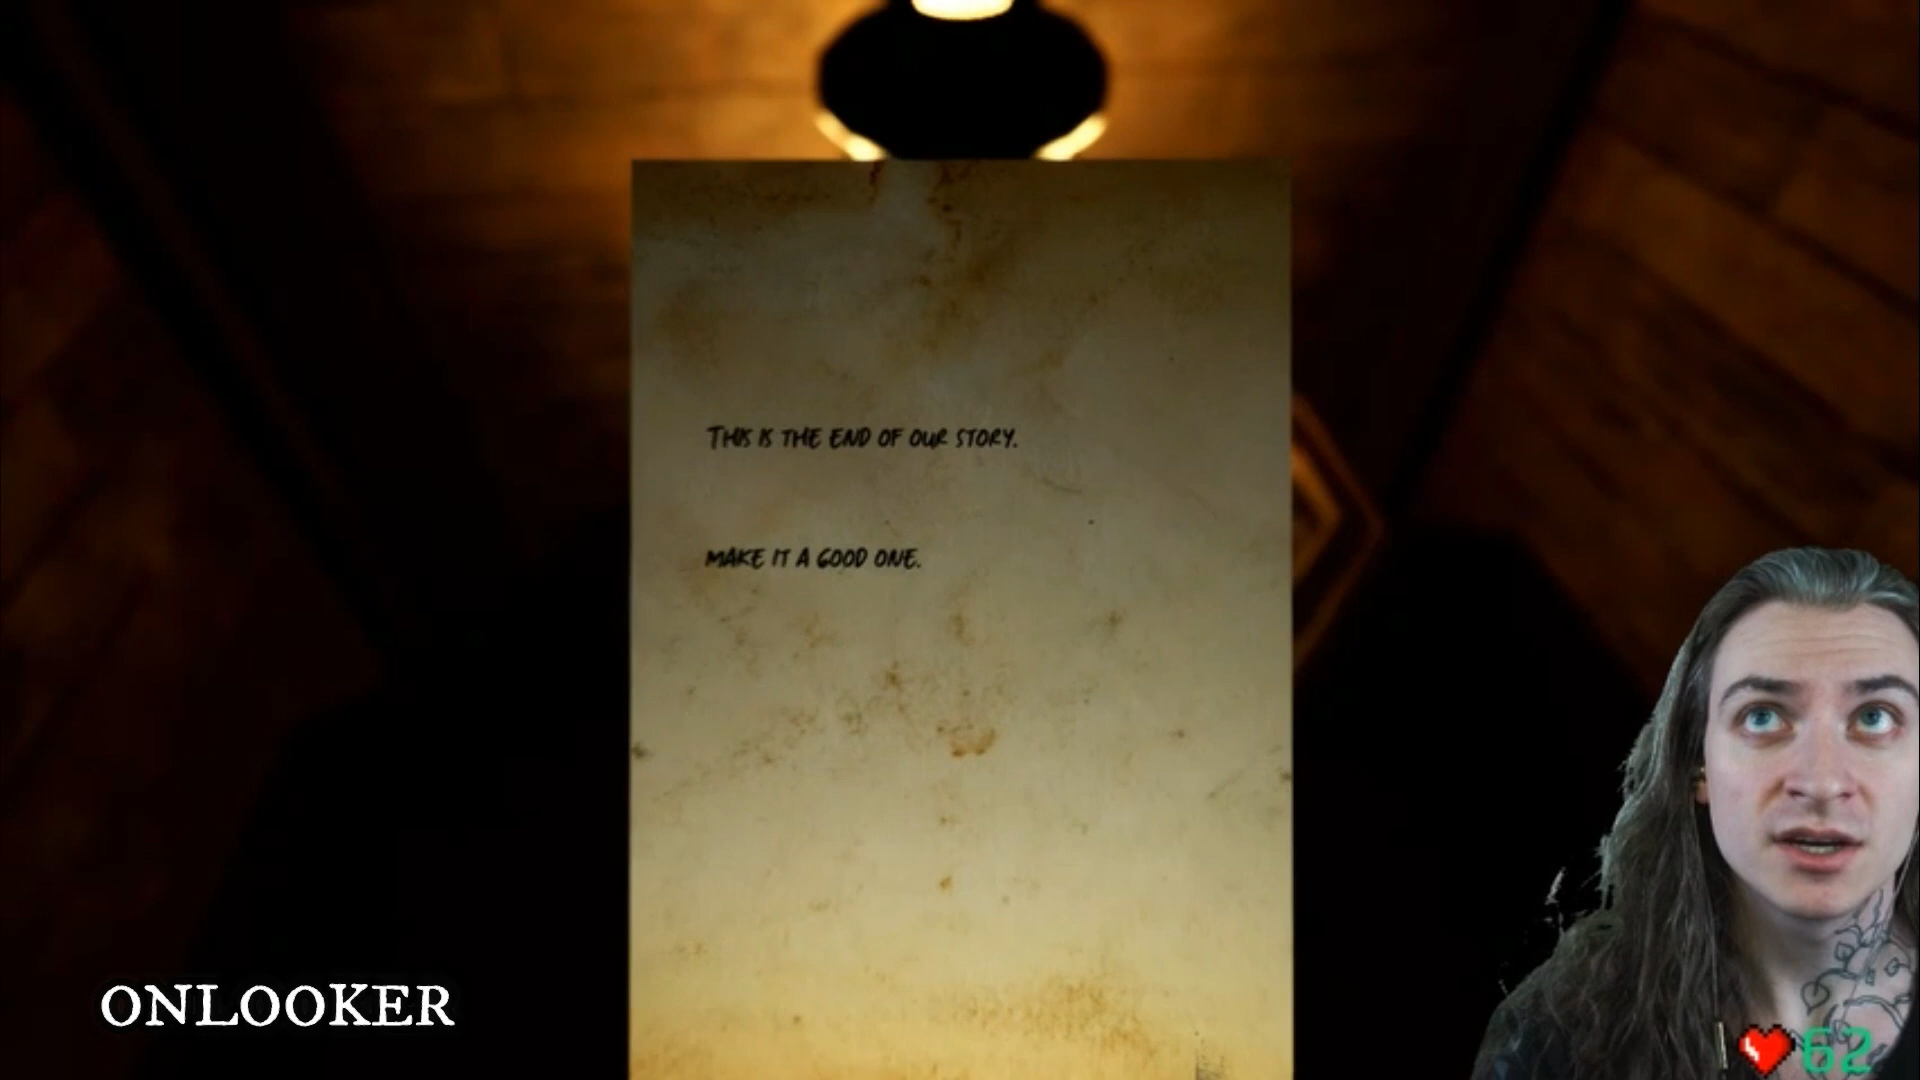 THIS IS THE END OF OUR STORY.
MAKE IT A GOOD ONE.
ONLOOKER
62